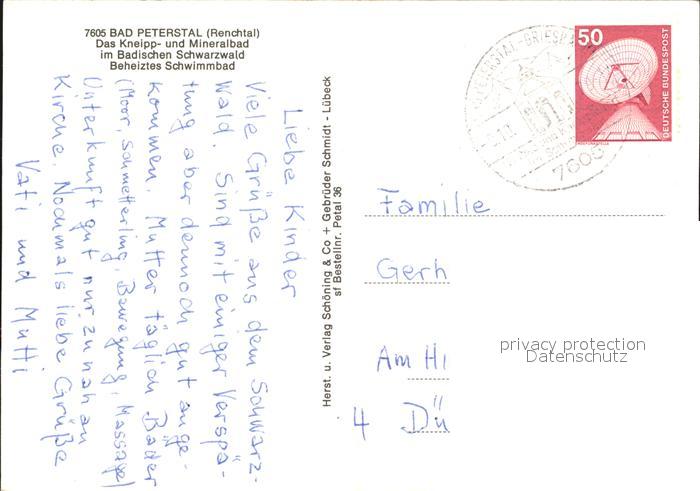 7605 BAD PETERSTAL (Renchtal)
Das Kneipp- und Mineralbad
im Badischen Schwarzwald
Beheiztes Schwimmbad
Liebe Kinder
Viele Grüße aus dem Schwarz-
wald. Sind mit einiger Verspä-
tung aber dennoch gut ange-
kommen. Mutter täglich Bäder
(Moor, Schmetterling, Bewegung, Massage)
Unterkunft gut nur zu nah an
Kirche. Nochmals liebe Grüße
Vati und Mutti
Herst. u. Verlag Schöning & Co + Gebrüder Schmidt - Lübeck
sf Bestellnr. Petal 36
PETERSTAL-GRIESB
7605
50
DEUTSCHE BUNDESPOST
Familie
Gerh
Am Hi
4 Dü
privacy protection
Datenschutz